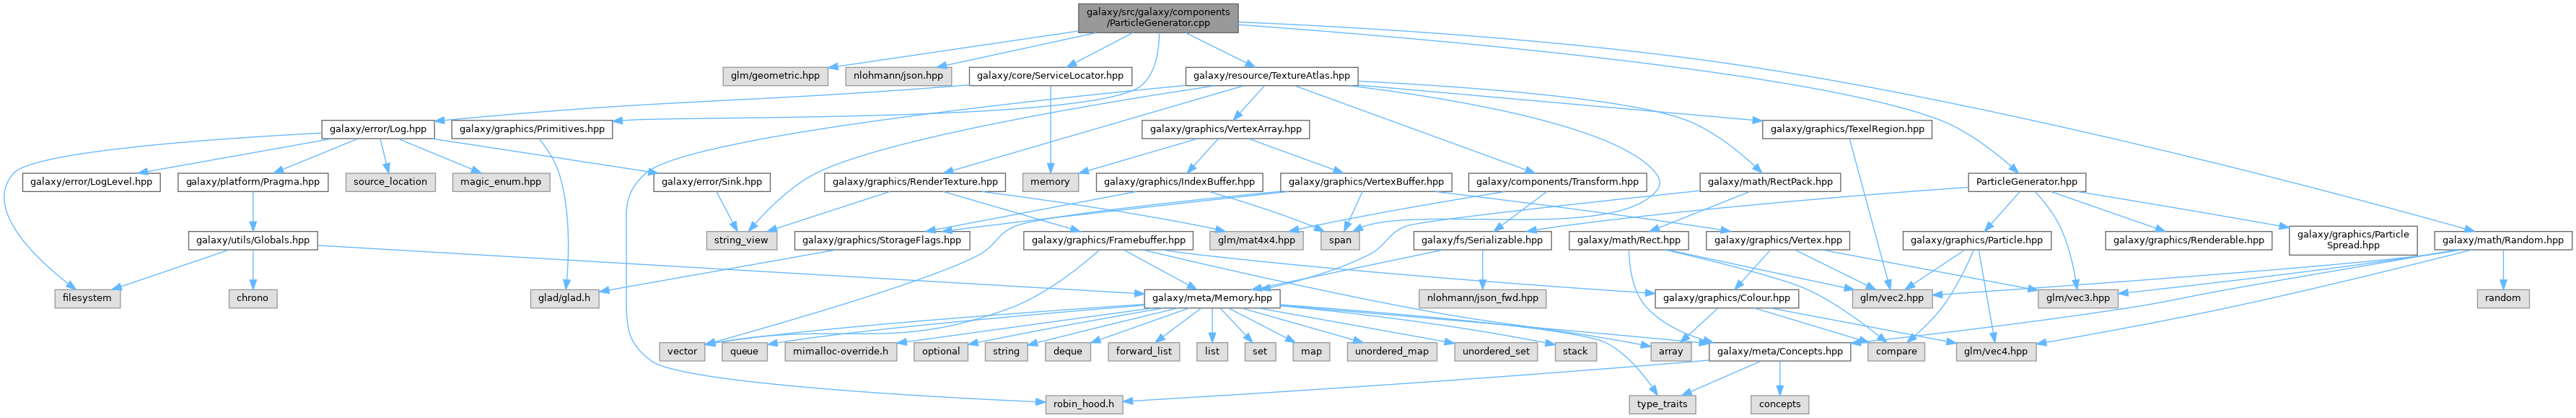 galaxy/src/galaxy/components
/ParticleGenerator.cpp
glm/geometric.hpp
nlohmann/json.hpp
galaxy/core/ServiceLocator.hpp
galaxy/resource/TextureAtlas.hpp
galaxy/error/Log.hpp
galaxy/graphics/Primitives.hpp
galaxy/graphics/VertexArray.hpp
galaxy/graphics/TexelRegion.hpp
galaxy/error/LogLevel.hpp
galaxy/platform/Pragma.hpp
source_location
magic_enum.hpp
galaxy/error/Sink.hpp
galaxy/graphics/RenderTexture.hpp
memory
galaxy/graphics/IndexBuffer.hpp
galaxy/graphics/VertexBuffer.hpp
galaxy/components/Transform.hpp
galaxy/math/RectPack.hpp
ParticleGenerator.hpp
galaxy/utils/Globals.hpp
string_view
galaxy/graphics/StorageFlags.hpp
galaxy/graphics/Framebuffer.hpp
glm/mat4x4.hpp
span
galaxy/fs/Serializable.hpp
galaxy/math/Rect.hpp
galaxy/graphics/Vertex.hpp
galaxy/graphics/Particle.hpp
galaxy/graphics/Renderable.hpp
galaxy/graphics/Particle
Spread.hpp
galaxy/math/Random.hpp
filesystem
chrono
glad/glad.h
galaxy/meta/Memory.hpp
nlohmann/json_fwd.hpp
galaxy/graphics/Colour.hpp
glm/vec2.hpp
glm/vec3.hpp
random
vector
queue
mimalloc-override.h
optional
string
deque
forward_list
list
set
map
unordered_map
unordered_set
stack
array
galaxy/meta/Concepts.hpp
compare
glm/vec4.hpp
robin_hood.h
type_traits
concepts